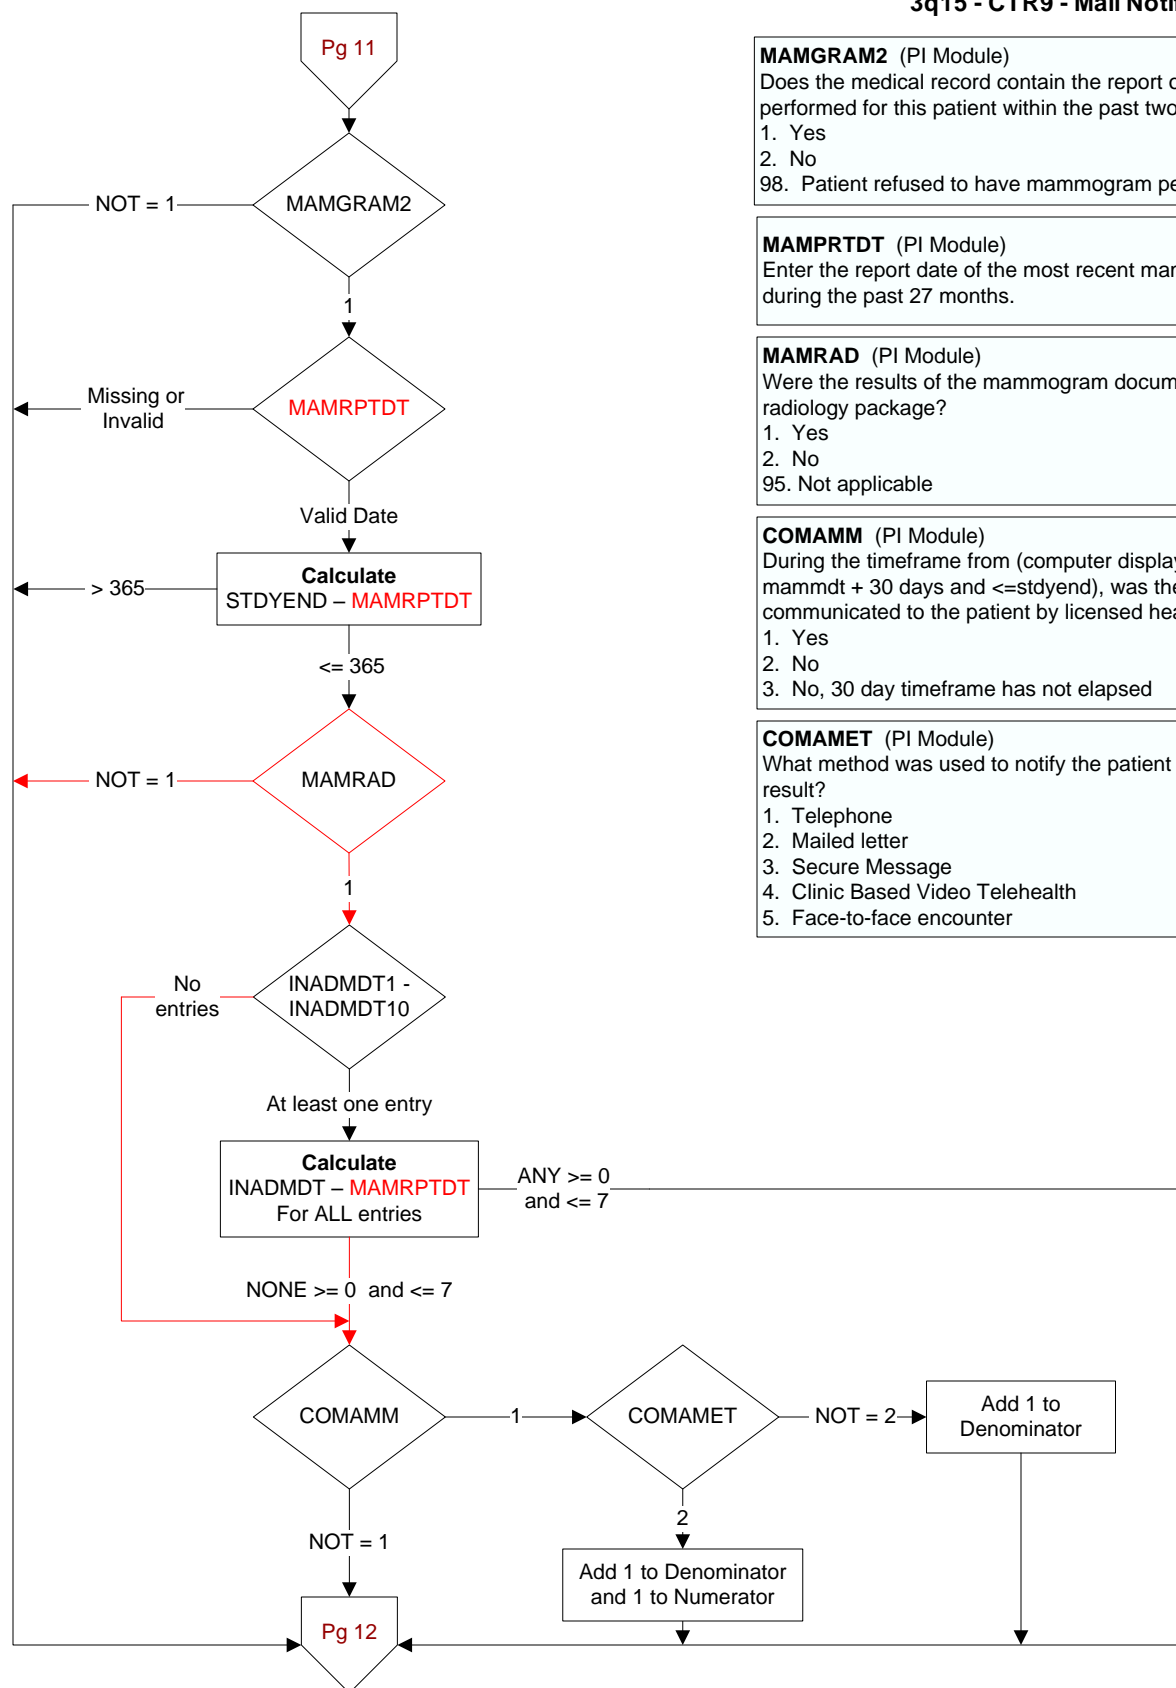 3q15 - CTR9 - Mail Notif
Pg 11
MAMGRAM2
NOT = 1
1
MAMRPTDT
Missing or
Invalid
Valid Date
Calculate
STDYEND – MAMRPTDT
> 365
<= 365
MAMRAD
NOT = 1
1
INADMDT1 -
INADMDT10
No
entries
At least one entry
Calculate
INADMDT – MAMRPTDT
For ALL entries
ANY >= 0
and <= 7
NONE >= 0 and <= 7
COMAMM
1
COMAMET
NOT = 2
Add 1 to
Denominator
NOT = 1
2
Add 1 to Denominator
and 1 to Numerator
Pg 12
MAMGRAM2 (PI Module)
Does the medical record contain the report
performed for this patient within the past two
1. Yes
2. No
98. Patient refused to have mammogram
MAMPRTDT (PI Module)
Enter the report date of the most recent
during the past 27 months.
MAMRAD (PI Module)
Were the results of the mammogram
radiology package?
1. Yes
2. No
95. Not applicable
COMAMM (PI Module)
During the timeframe from (computer
mammdt + 30 days and <=stdyend), was
communicated to the patient by licensed
1. Yes
2. No
3. No, 30 day timeframe has not elapsed
COMAMET (PI Module)
What method was used to notify the patient
result?
1. Telephone
2. Mailed letter
3. Secure Message
4. Clinic Based Video Telehealth
5. Face-to-face encounter